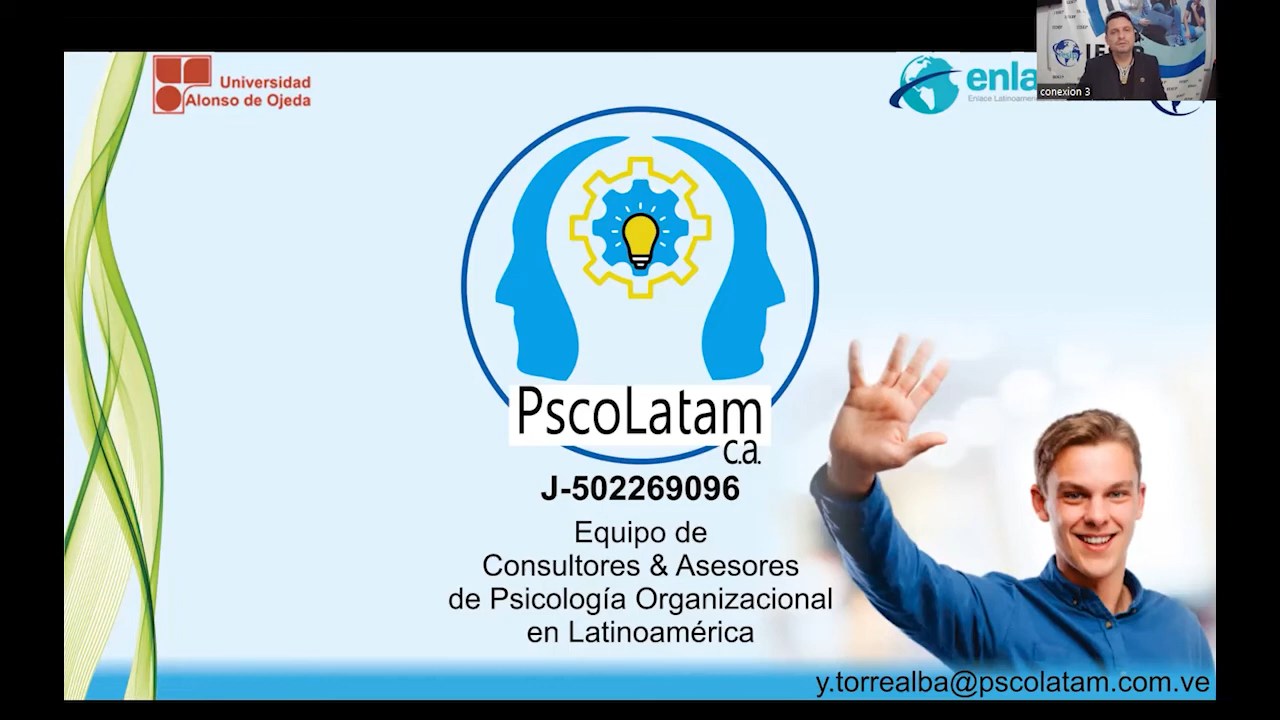 Universidad
Alonso de Ojeda
conexion 3
PscoLatam
c.a.
J-502269096
Equipo de
Consultores & Asesores
de Psicología Organizacional
en Latinoamérica
y.torrealba@pscolatam.com.ve